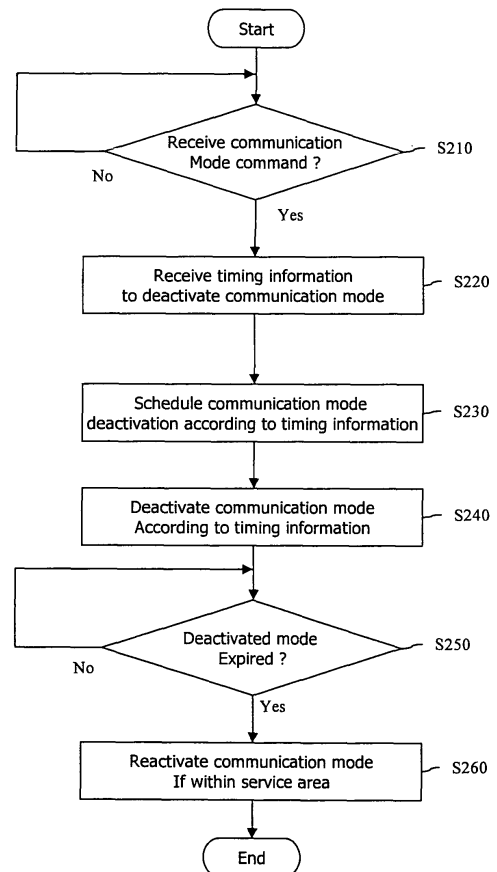 Start
Receive communication
Mode command ?
S210
No
Yes
Receive timing information
to deactivate communication mode
S220
Schedule communication mode
deactivation according to timing information
S230
Deactivate communication mode
According to timing information
S240
Deactivated mode
Expired ?
S250
No
Yes
Reactivate communication mode
If within service area
S260
End